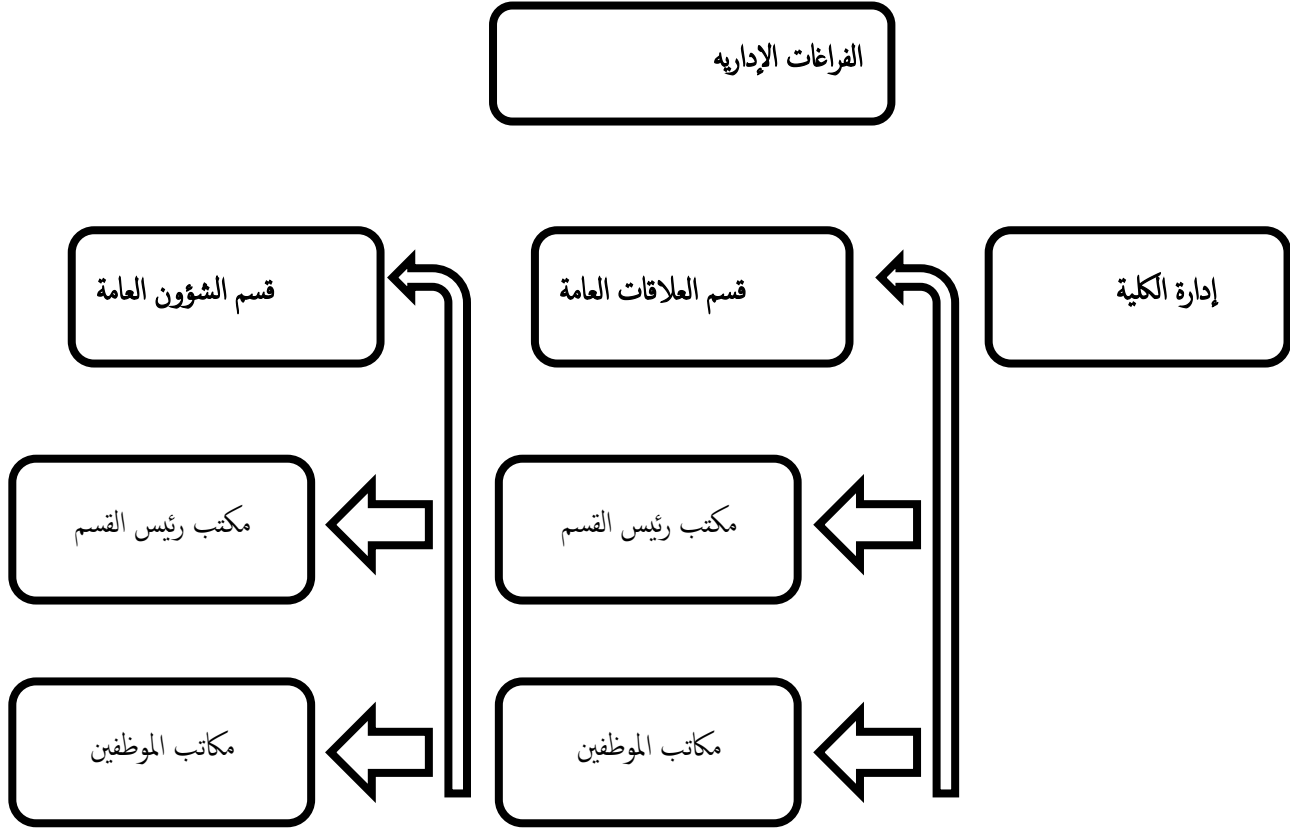 الفراغات الإداريه
إدارة الكلية
قسم العلاقات العامة
قسم الشؤون العامة
مكتب رئيس القسم
مكتب رئيس القسم
مكاتب الموظفين
مكاتب الموظفين